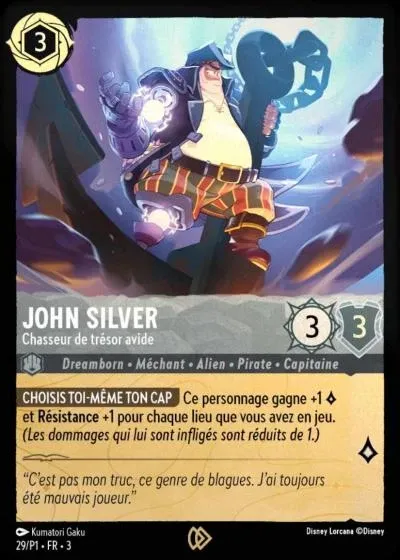 3
JOHN SILVER
Chasseur de trésor avide
3
3
Dreamborn • Méchant • Alien • Pirate • Capitaine
CHOISIS TOI-MÊME TON CAP Ce personnage gagne +1
et Résistance +1 pour chaque lieu que vous avez en jeu.
(Les dommages qui lui sont infligés sont réduits de 1.)
“C’est pas mon truc, ce genre de blagues. J’ai toujours
été mauvais joueur.”
Kumatori Gaku
Disney Lorcana ©Disney
29/P1 • FR • 3